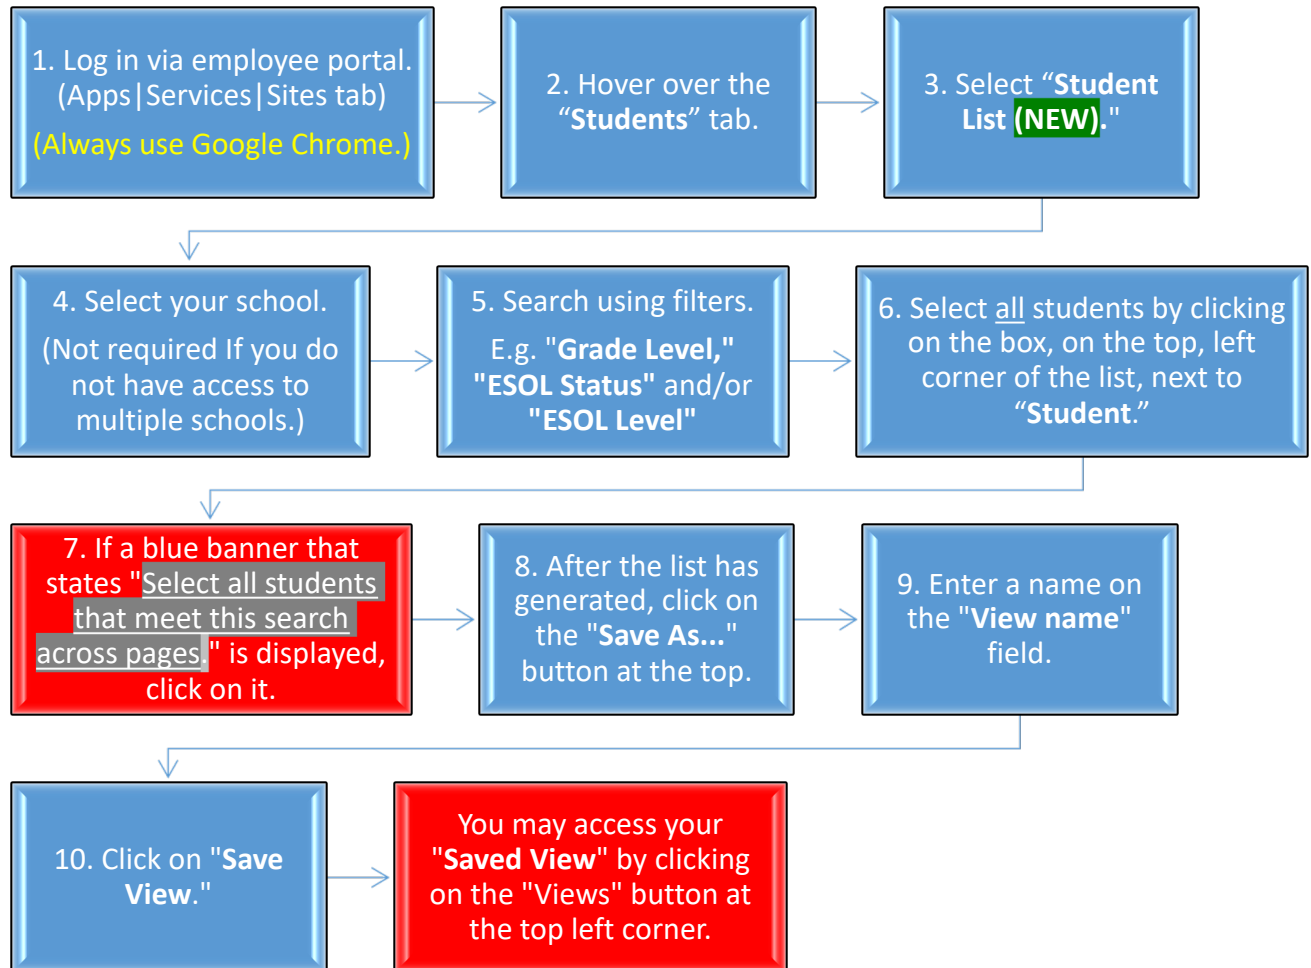 1. Log in via employee portal.
(Apps|Services|Sites tab)
(Always use Google Chrome.)
2. Hover over the
“Students” tab.
3. Select “Student
List (NEW)."
4. Select your school.
(Not required If you do
not have access to
multiple schools.)
5. Search using filters.
E.g. "Grade Level,"
"ESOL Status" and/or
"ESOL Level"
6. Select all students by clicking
on the box, on the top, left
corner of the list, next to
“Student.”
7. If a blue banner that
states "Select all students
that meet this search
across pages." is displayed,
click on it.
8. After the list has
generated, click on
the "Save As..."
button at the top.
9. Enter a name on
the "View name"
field.
10. Click on "Save
View."
You may access your
"Saved View" by clicking
on the "Views" button at
the top left corner.